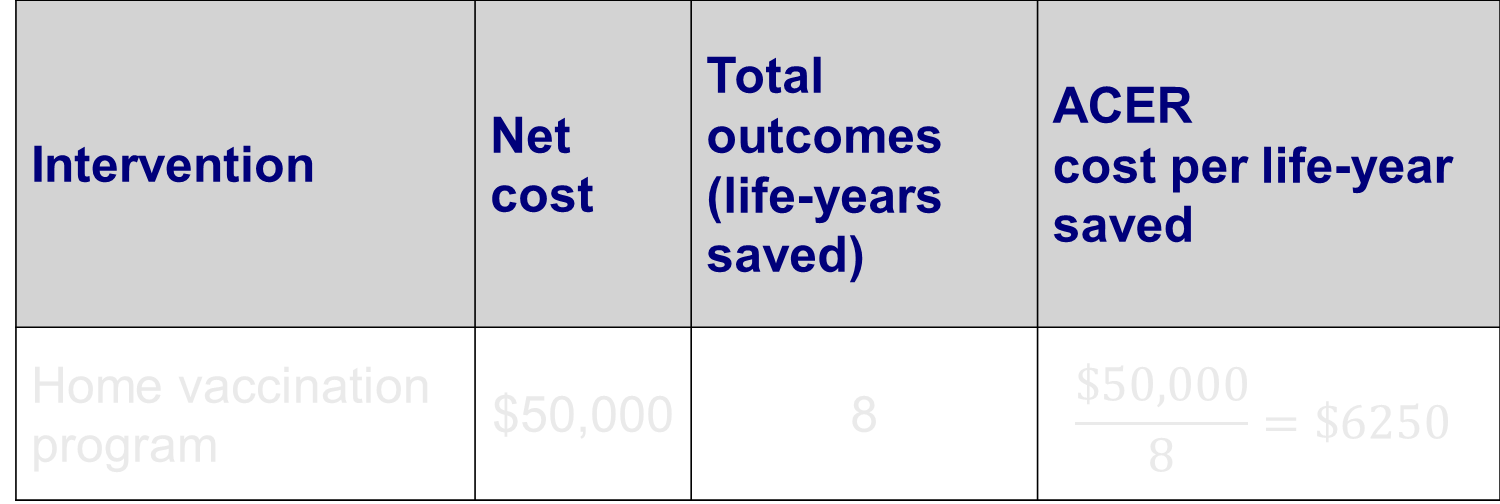 Intervention
Net
cost
Total
outcomes
(life-years
saved)
ACER
cost per life-year
saved
Home vaccination
program
$50,000
8
$50,000
8
= $6250